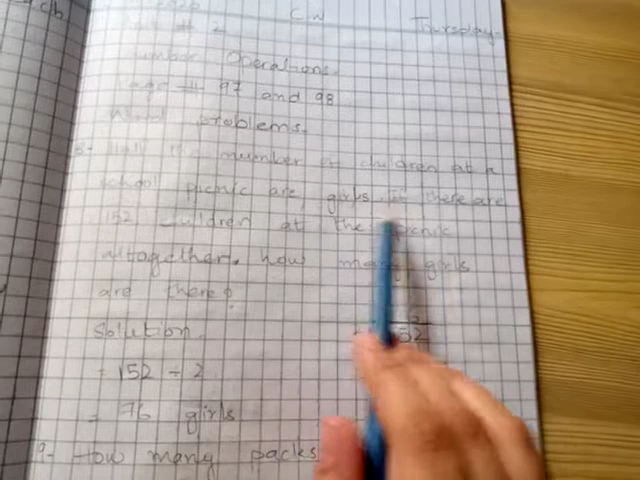 C.W Thursday
# 2
Number Operations.
Page # 97 and 98
Word problems.
8- Half the number of children at a
school picnic are girls. If there are
152 children at the picnic
altogether. how many girls
are there?
Solution.
= 152 ÷ 2
= 76 girls
9- How many packs